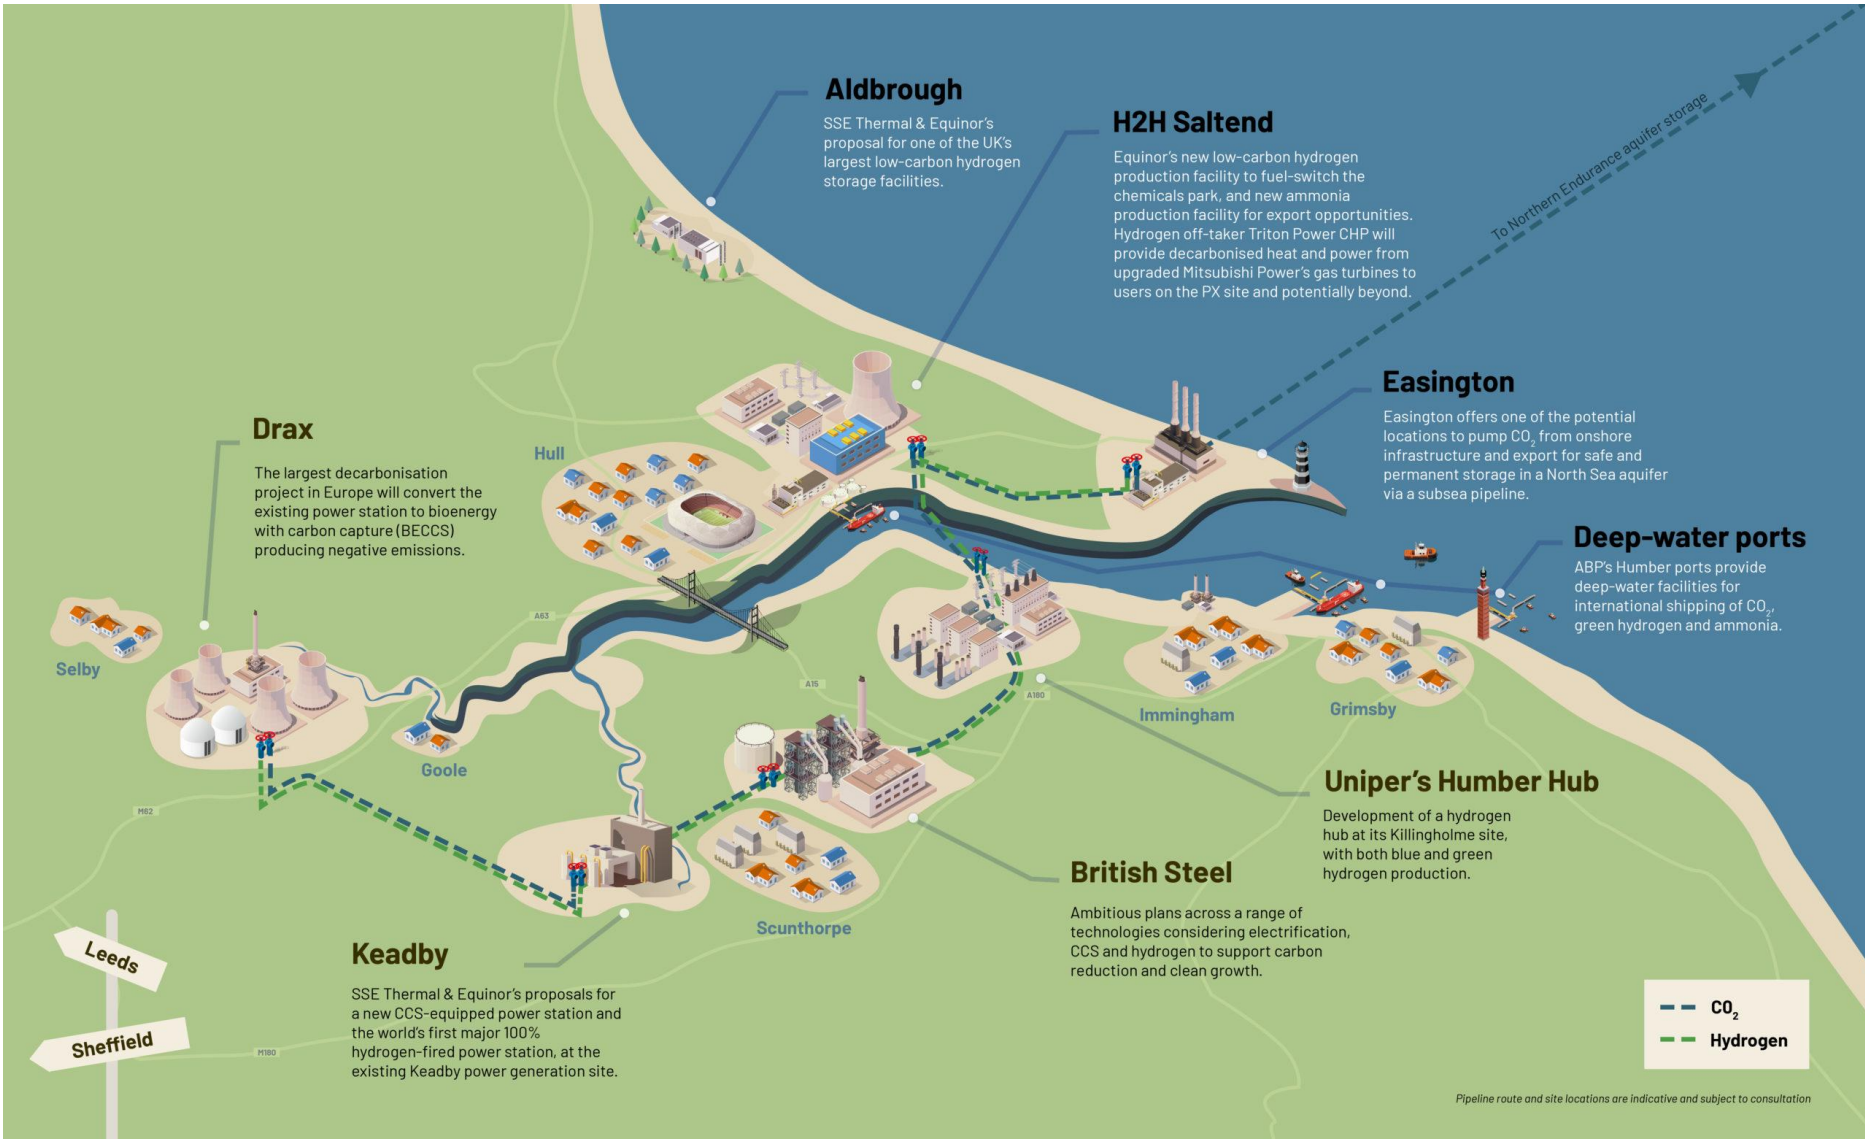 Aldbrough
SSE Thermal & Equinor's
proposal for one of the UK's
largest low-carbon hydrogen
storage facilities.
H2H Saltend
Equinor's new low-carbon hydrogen
production facility to fuel-switch the
chemicals park, and new ammonia
production facility for export opportunities.
Hydrogen off-taker Triton Power CHP will
provide decarbonised heat and power from
upgraded Mitsubishi Power's gas turbines to
users on the PX site and potentially beyond.
To Northern Endurance aquifer storage
Easington
Easington offers one of the potential
locations to pump CO₂ from onshore
infrastructure and export for safe and
permanent storage in a North Sea aquifer
via a subsea pipeline.
Drax
The largest decarbonisation
project in Europe will convert the
existing power station to bioenergy
with carbon capture (BECCS)
producing negative emissions.
Hull
Deep-water ports
ABP's Humber ports provide
deep-water facilities for
international shipping of CO₂,
green hydrogen and ammonia.
A63
Selby
A15
A180
Immingham
Grimsby
Goole
M62
Uniper's Humber Hub
Development of a hydrogen
hub at its Killingholme site,
with both blue and green
hydrogen production.
British Steel
Ambitious plans across a range of
technologies considering electrification,
CCS and hydrogen to support carbon
reduction and clean growth.
Scunthorpe
Keadby
SSE Thermal & Equinor's proposals for
a new CCS-equipped power station and
the world's first major 100%
hydrogen-fired power station, at the
existing Keadby power generation site.
Leeds
Sheffield
M180
CO₂
Hydrogen
Pipeline route and site locations are indicative and subject to consultation